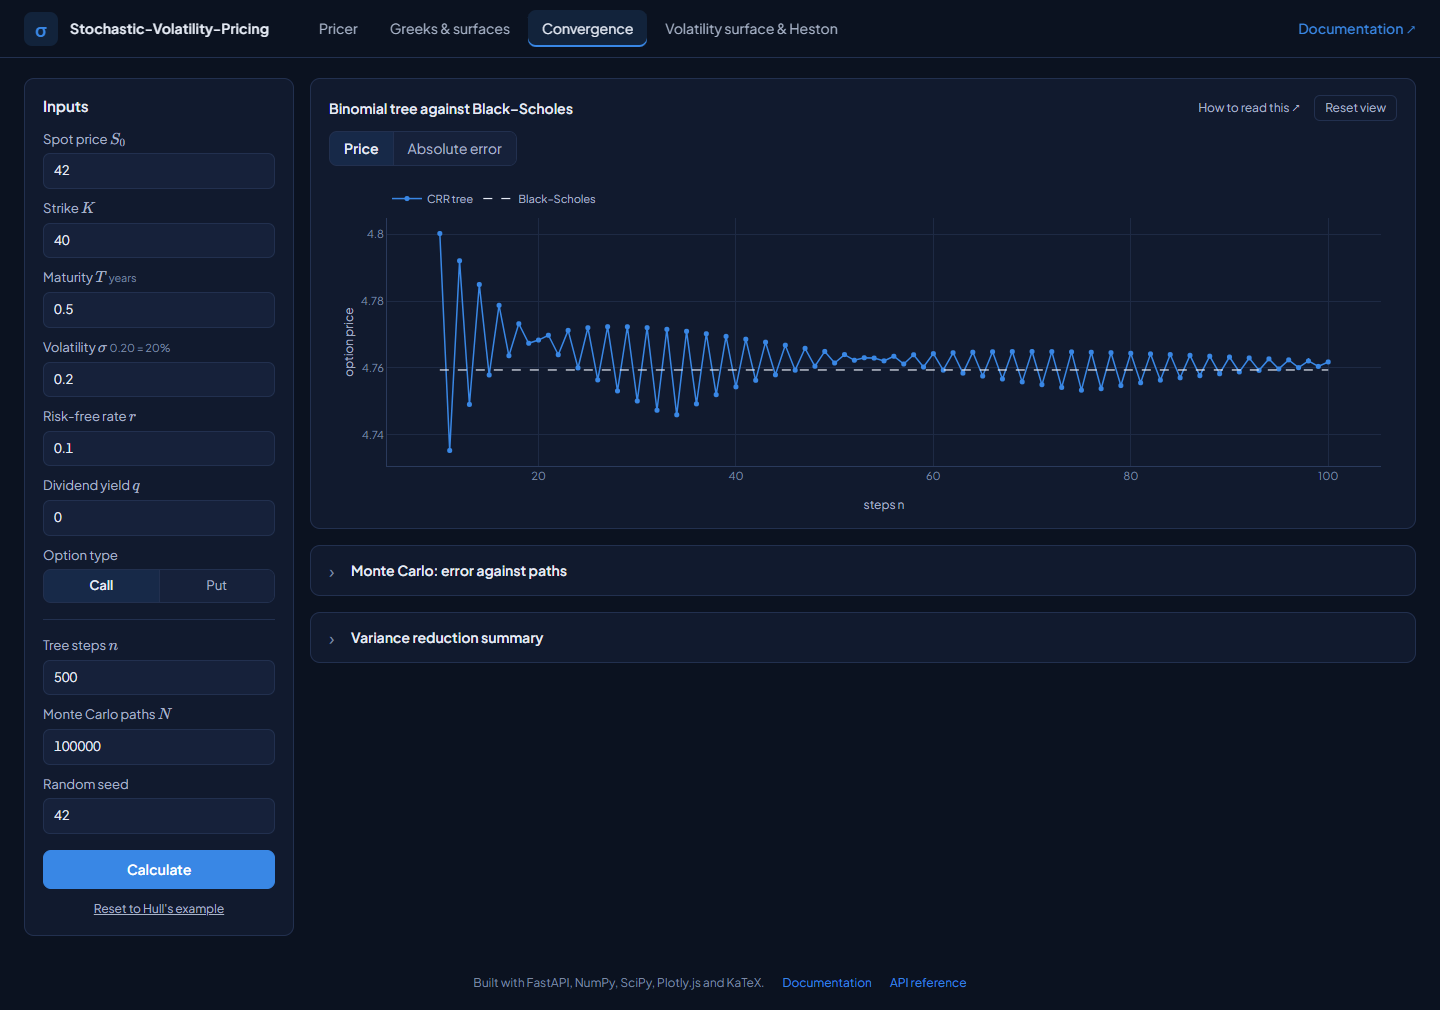 σ Stochastic-Volatility-Pricing Pricer Greeks & surfaces Convergence Volatility surface & Heston Documentation ↗
Inputs
Spot price S₀
42
Strike K
40
Maturity T years
0.5
Volatility σ 0.20 = 20%
0.2
Risk-free rate r
0.1
Dividend yield q
0
Option type
Call Put
Tree steps n
500
Monte Carlo paths N
100000
Random seed
42
Calculate
Reset to Hull's example
Binomial tree against Black-Scholes How to read this ↗ Reset view
Price Absolute error
CRR tree Black-Scholes
4.8
4.78
4.76
4.74
option price
20 40 60 80 100
steps n
› Monte Carlo: error against paths
› Variance reduction summary
Built with FastAPI, NumPy, SciPy, Plotly.js and KaTeX. Documentation API reference